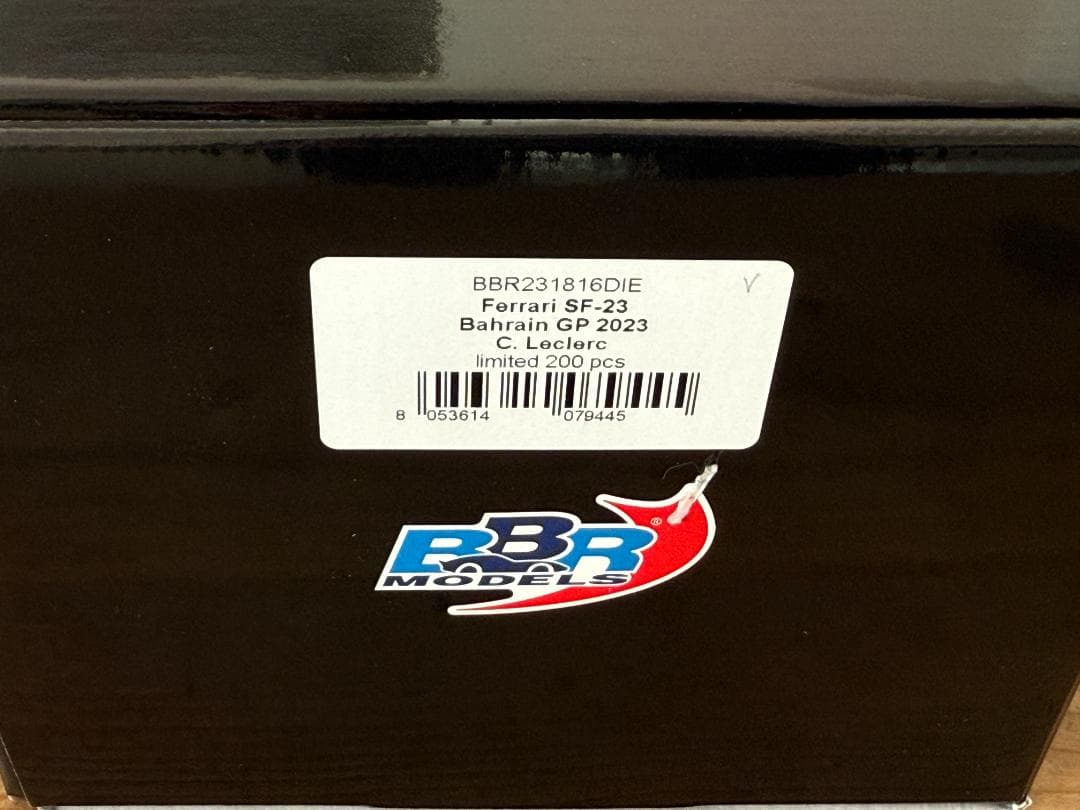 BBR231816DIE
Ferrari SF-23
Bahrain GP 2023
C. Leclerc
limited 200 pcs
8 053614 079445
BBR®
MODELS